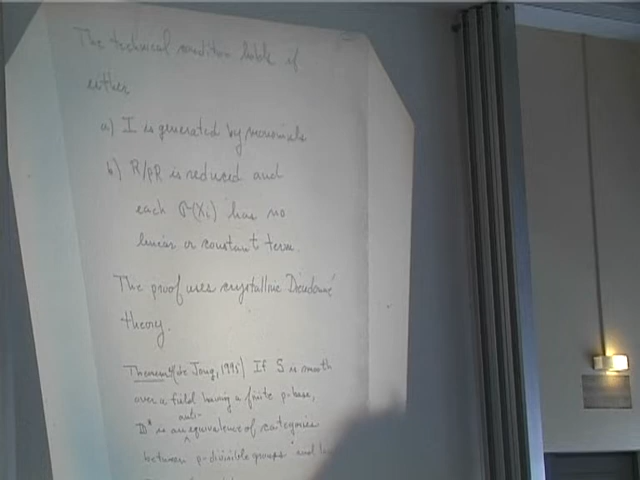 The technical condition holds if
either
a) I is generated by monomials
b) R/pR is reduced and
each σ(Xi) has no
linear or constant term.
The proof uses crystalline Dieudonné
theory.
Theorem (de Jong, 1995) If S is smooth
over a field having a finite p-base,
anti-
D* is an equivalence of categories
between p-divisible groups and